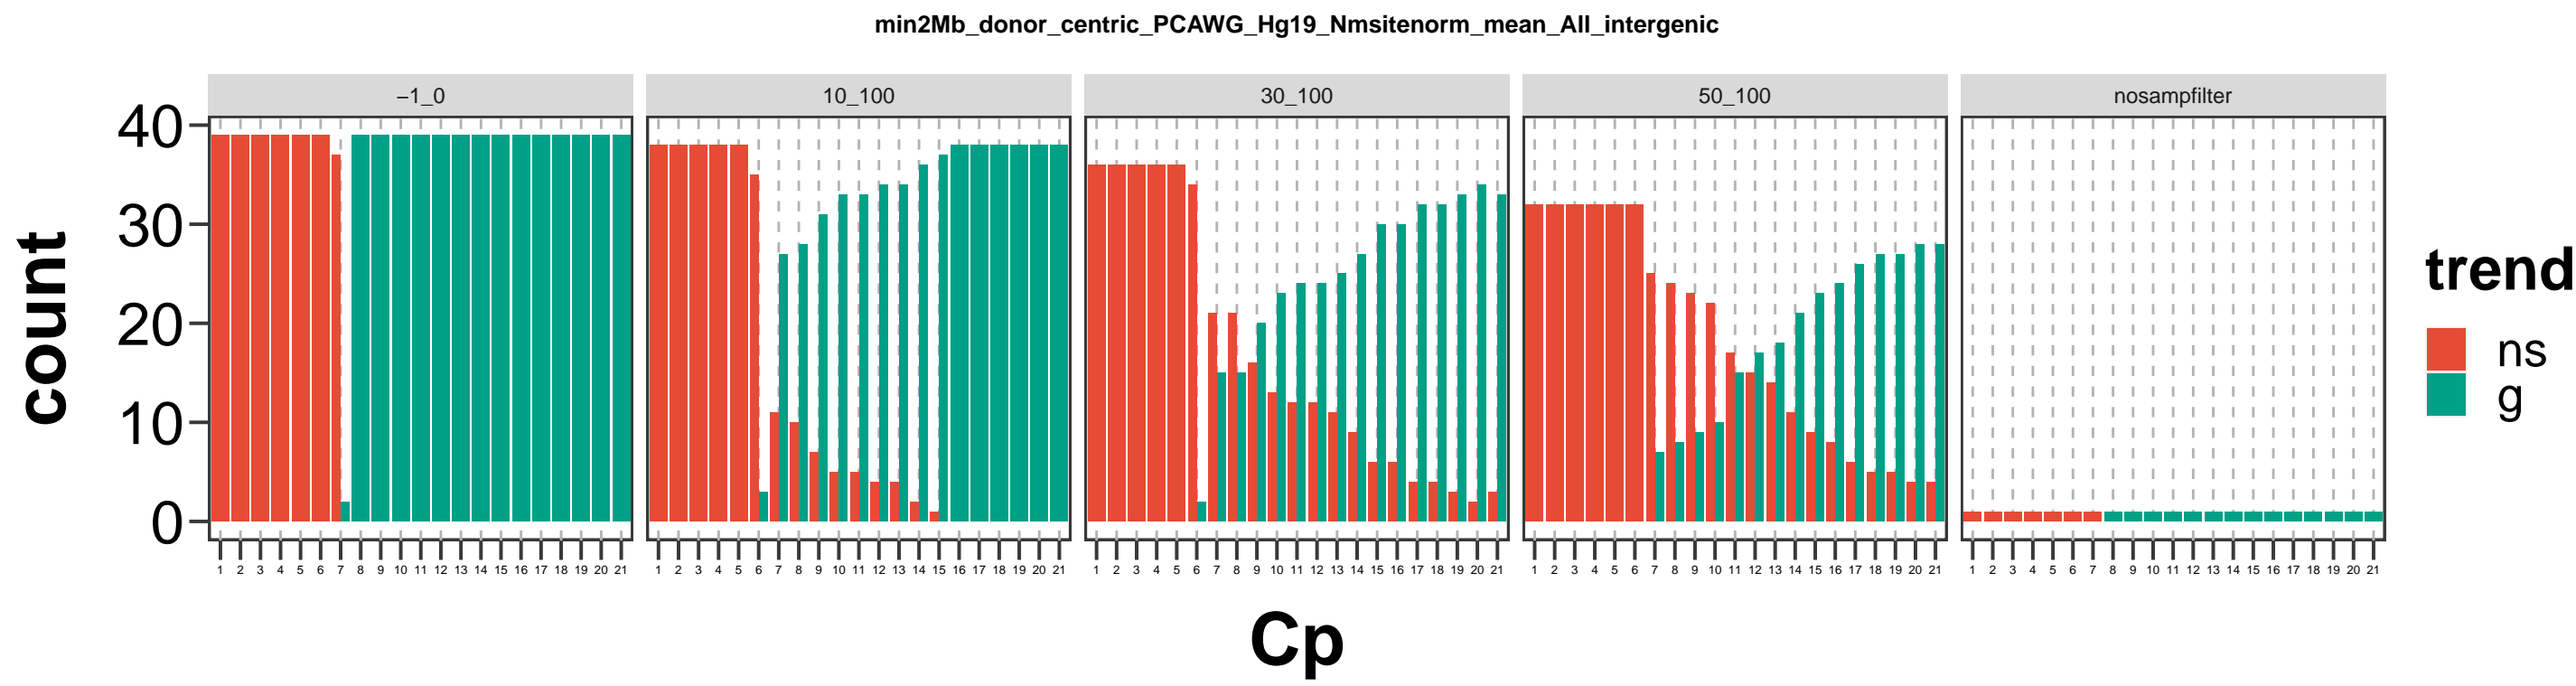 min2Mb_donor_centric_PCAWG_Hg19_Nmsitenorm_mean_All_intergenic
−1_0 10_100 30_100 50_100 nosampfilter
40
30
20
10
0
count
1 2 3 4 5 6 7 8 9 10 11 12 13 14 15 16 17 18 19 20 21
1 2 3 4 5 6 7 8 9 10 11 12 13 14 15 16 17 18 19 20 21
1 2 3 4 5 6 7 8 9 10 11 12 13 14 15 16 17 18 19 20 21
1 2 3 4 5 6 7 8 9 10 11 12 13 14 15 16 17 18 19 20 21
1 2 3 4 5 6 7 8 9 10 11 12 13 14 15 16 17 18 19 20 21
Cp
trend
ns
g